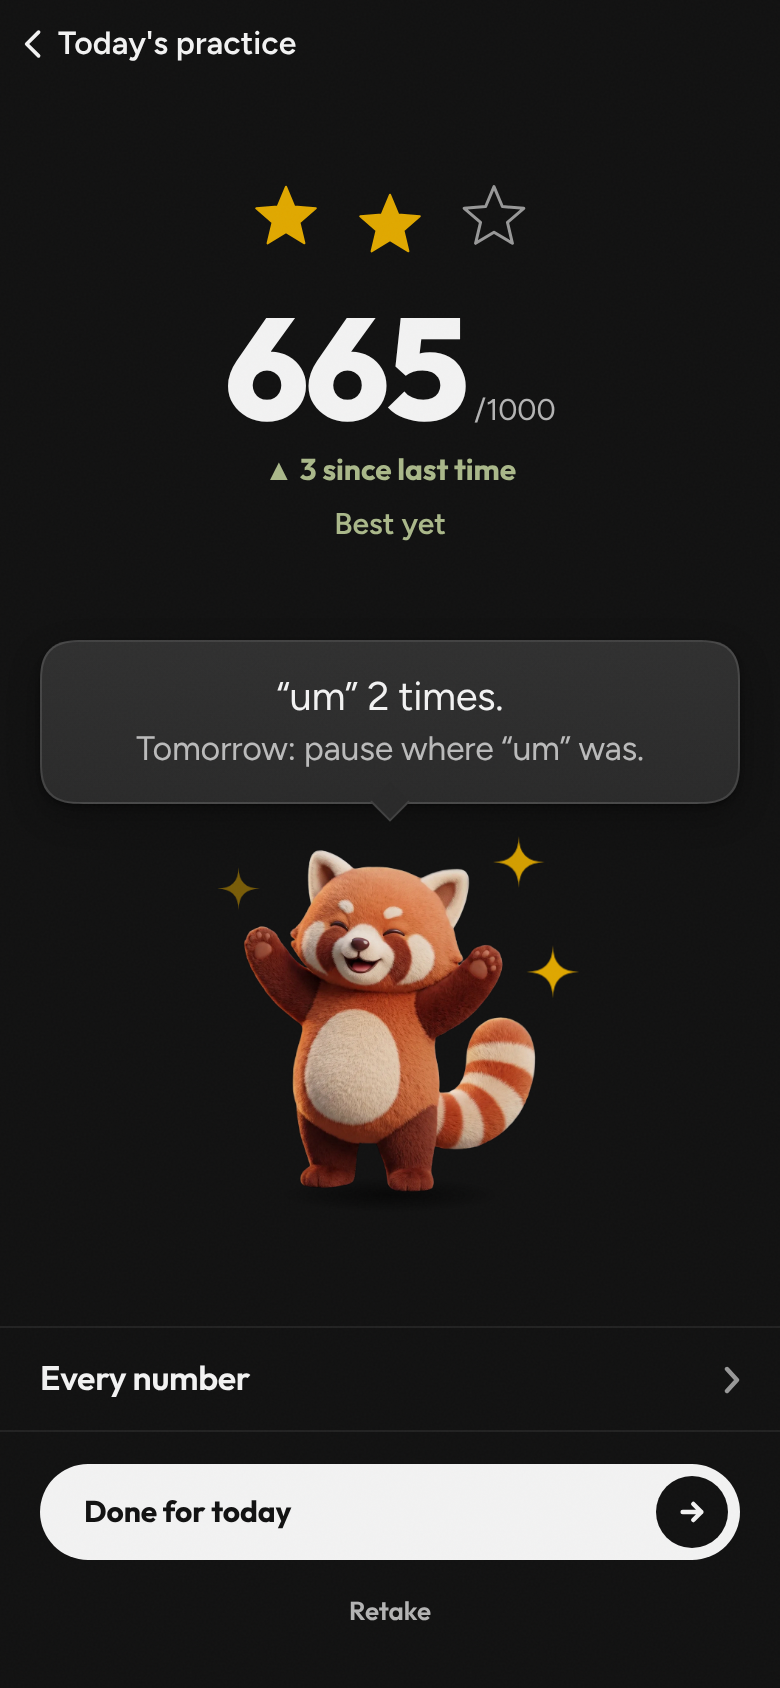 Today's practice
665/1000
▲ 3 since last time
Best yet
“um” 2 times.
Tomorrow: pause where “um” was.
Every number
Done for today
Retake